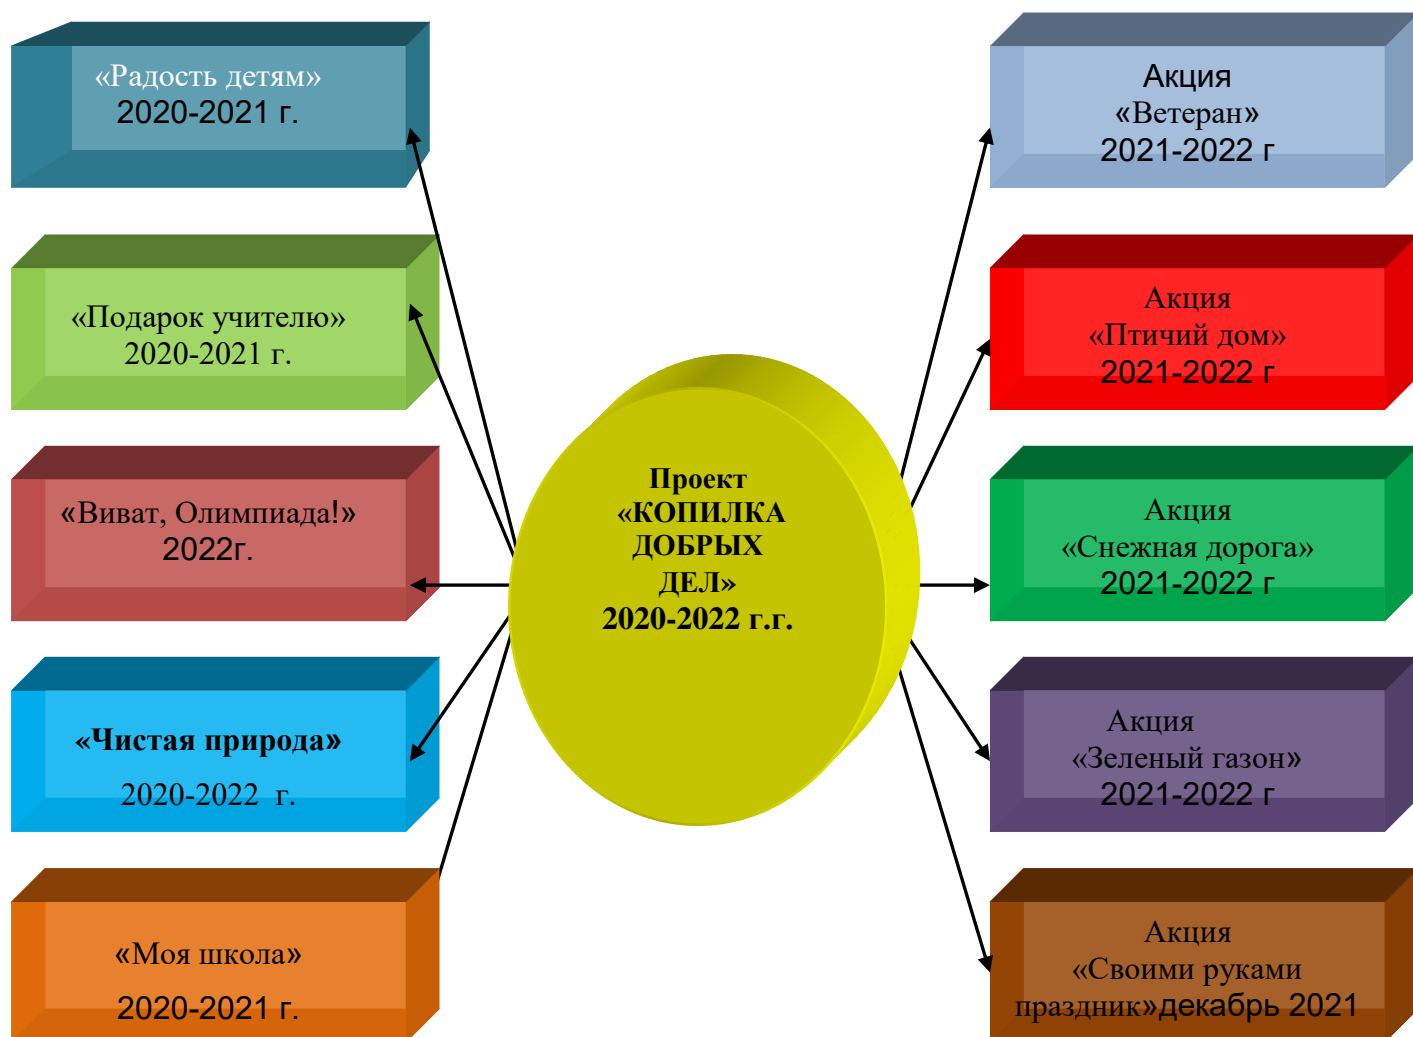 «Радость детям»
2020-2021 г.
«Подарок учителю»
2020-2021 г.
«Виват, Олимпиада!»
2022г.
«Чистая природа»
2020-2022 г.
«Моя школа»
2020-2021 г.
Проект
«КОПИЛКА
ДОБРЫХ
ДЕЛ»
2020-2022 г.г.
Акция
«Ветеран»
2021-2022 г
Акция
«Птичий дом»
2021-2022 г
Акция
«Снежная дорога»
2021-2022 г
Акция
«Зеленый газон»
2021-2022 г
Акция
«Своими руками
праздник»декабрь 2021